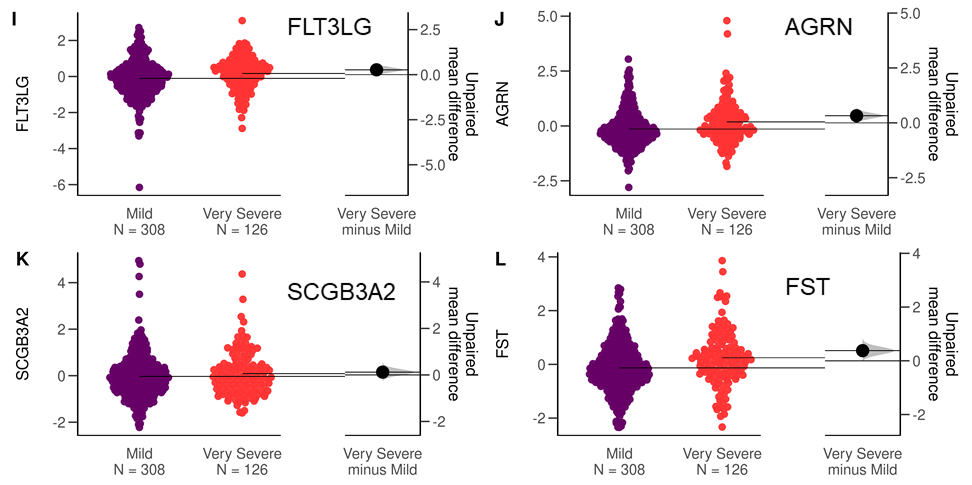 I
FLT3LG
FLT3LG
2
0
-2
-4
-6
2.5
0.0
-2.5
-5.0
Unpaired
mean difference
Mild
N = 308
Very Severe
N = 126
Very Severe
minus Mild
J
AGRN
AGRN
5.0
2.5
0.0
-2.5
5.0
2.5
0.0
-2.5
Unpaired
mean difference
Mild
N = 308
Very Severe
N = 126
Very Severe
minus Mild
K
SCGB3A2
SCGB3A2
4
2
0
-2
4
2
0
-2
Unpaired
mean difference
Mild
N = 308
Very Severe
N = 126
Very Severe
minus Mild
L
FST
FST
4
2
0
-2
4
2
0
-2
Unpaired
mean difference
Mild
N = 308
Very Severe
N = 126
Very Severe
minus Mild